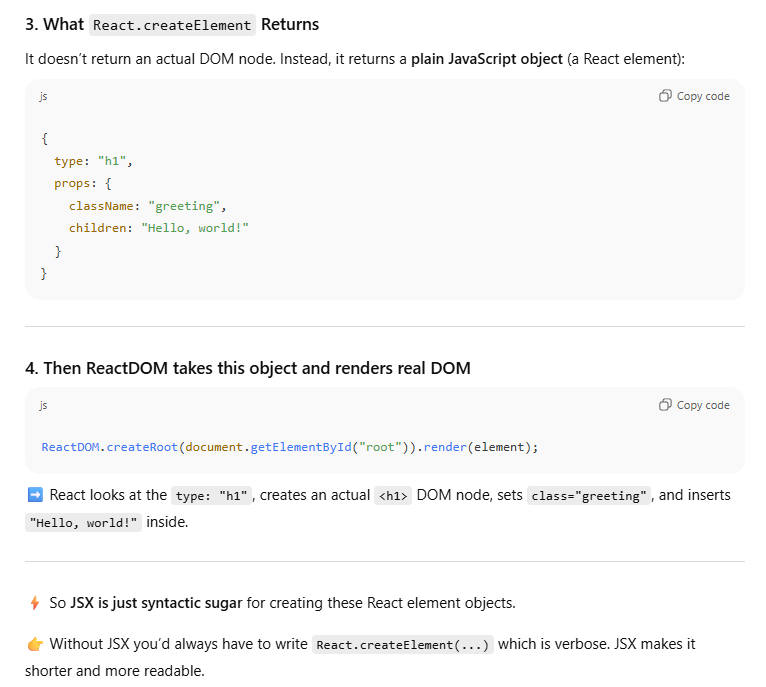 3. What React.createElement Returns
It doesn’t return an actual DOM node. Instead, it returns a plain JavaScript object (a React element):
js
Copy code
{
  type: "h1",
  props: {
    className: "greeting",
    children: "Hello, world!"
  }
}
4. Then ReactDOM takes this object and renders real DOM
js
Copy code
ReactDOM.createRoot(document.getElementById("root")).render(element);
➡️ React looks at the type: "h1", creates an actual <h1> DOM node, sets class="greeting", and inserts
"Hello, world!" inside.
⚡ So JSX is just syntactic sugar for creating these React element objects.
👉 Without JSX you’d always have to write React.createElement(...) which is verbose. JSX makes it
shorter and more readable.